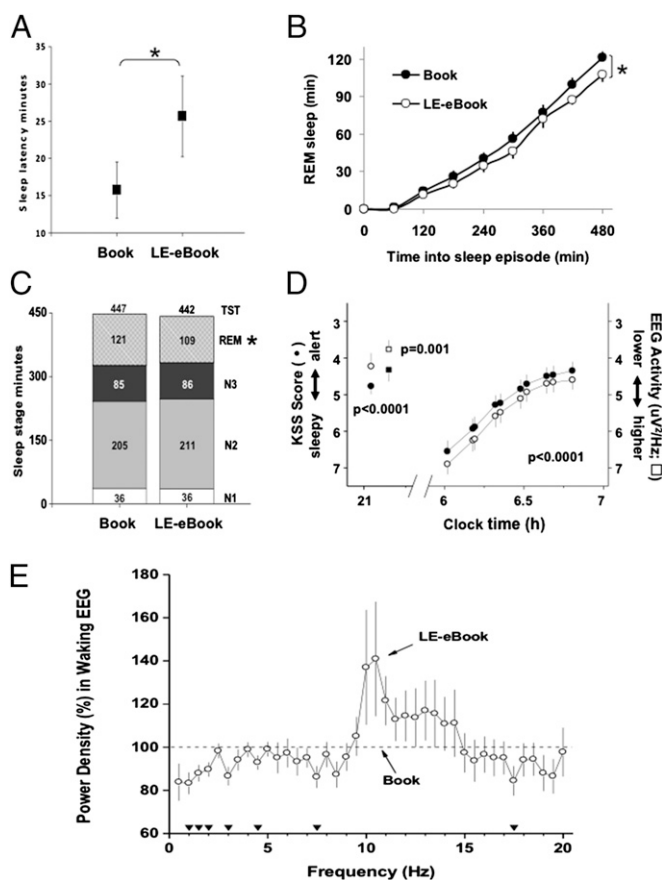 A
Sleep latency minutes
35
30
25
20
15
10
*
Book
LE-eBook
B
REM sleep (min)
120
90
60
30
0
Book
LE-eBook
*
0
120
240
360
480
Time into sleep episode (min)
C
Sleep stage minutes
450
300
150
0
447
442
TST
121
109
REM *
85
86
N3
205
211
N2
36
36
N1
Book
LE-eBook
D
KSS Score (●)
sleepy ↔ alert
3
4
5
6
7
p=0.001
p<0.0001
p<0.0001
3
4
5
6
7
EEG Activity (uV²/Hz; □)
higher ↔ lower
21
6
6.5
7
Clock time (h)
E
Power Density (%) in Waking EEG
180
160
140
120
100
80
60
LE-eBook
Book
0
5
10
15
20
Frequency (Hz)